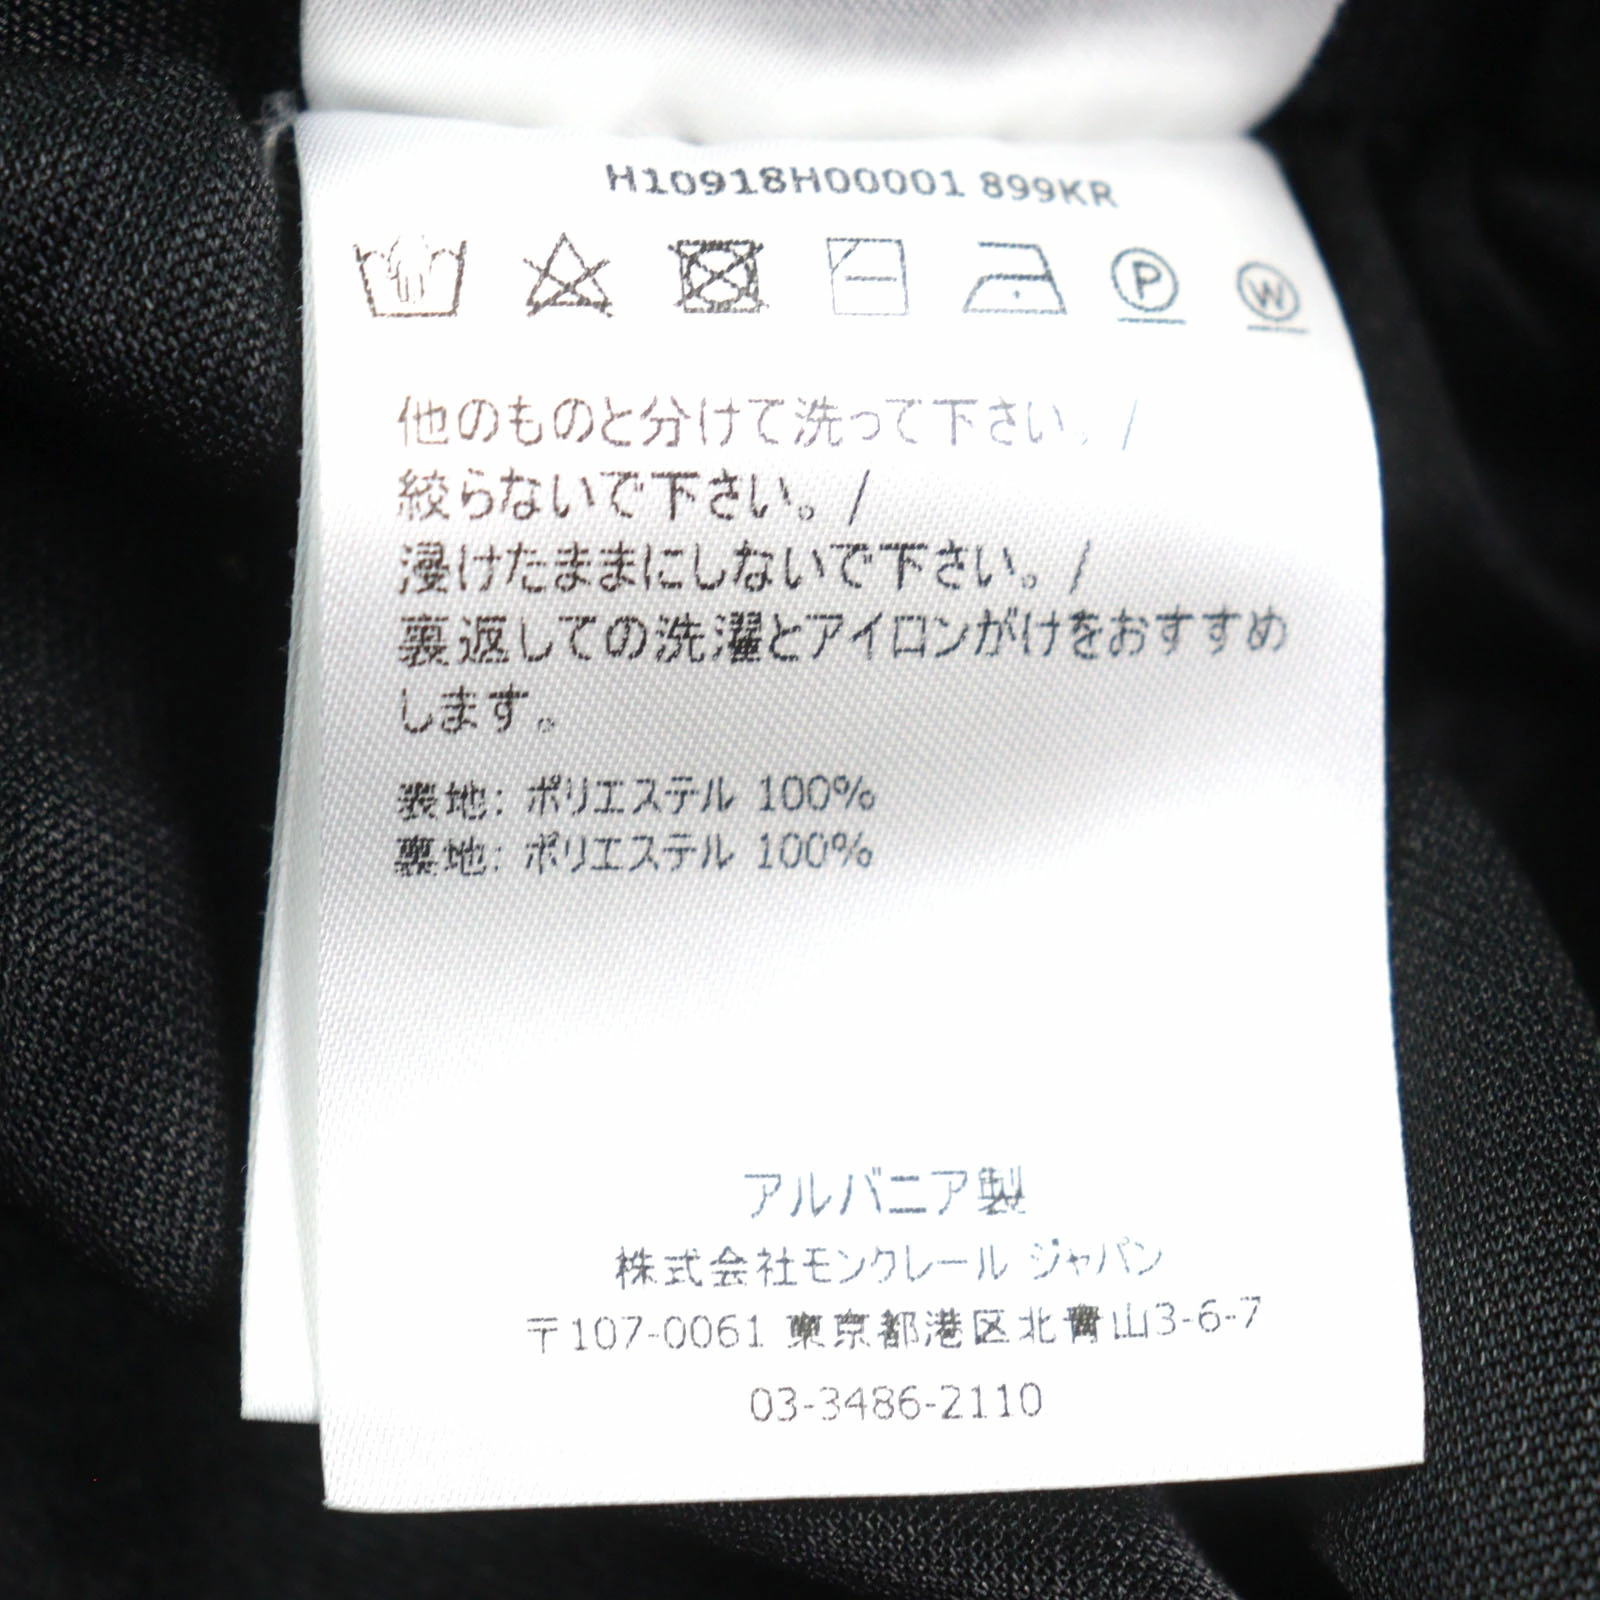 H10918H00001 899KR
P W
他のものと分けて洗って下さい。/
絞らないで下さい。/
浸けたままにしないで下さい。/
裏返しての洗濯とアイロンがけをおすすめ
します。
表地: ポリエステル 100%
裏地: ポリエステル 100%
アルバニア製
株式会社モンクレール ジャパン
〒107-0061 東京都港区北青山3-6-7
03-3486-2110